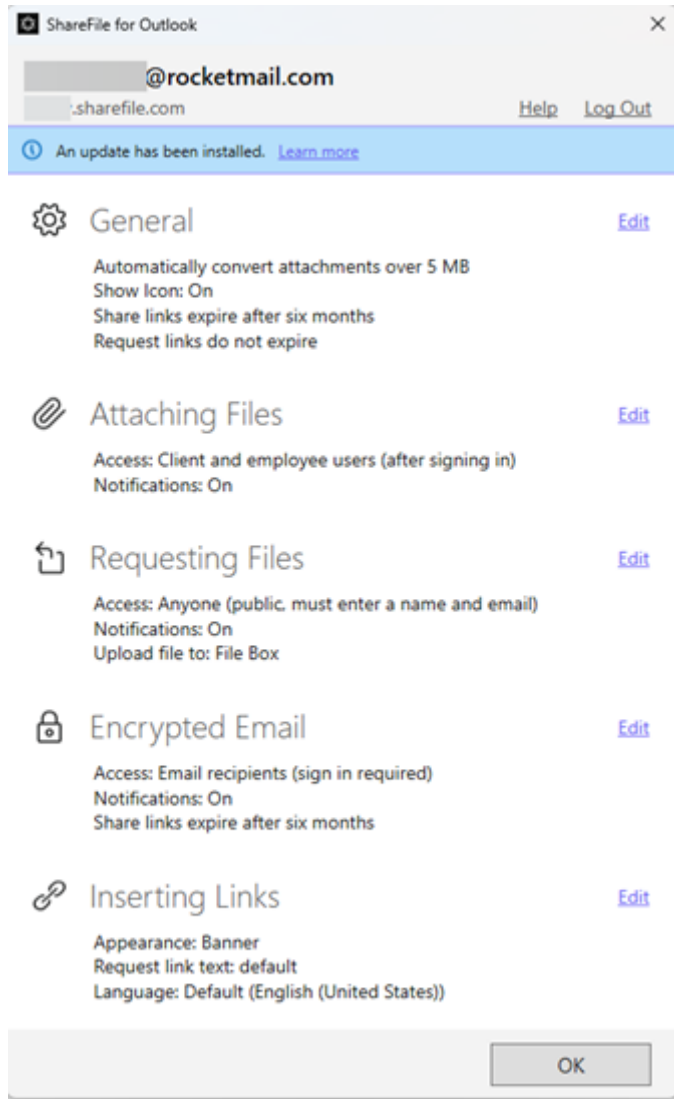 ShareFile for Outlook
@rocketmail.com
.sharefile.com Help Log Out
An update has been installed. Learn more
General Edit
Automatically convert attachments over 5 MB
Show Icon: On
Share links expire after six months
Request links do not expire
Attaching Files Edit
Access: Client and employee users (after signing in)
Notifications: On
Requesting Files Edit
Access: Anyone (public. must enter a name and email)
Notifications: On
Upload file to: File Box
Encrypted Email Edit
Access: Email recipients (sign in required)
Notifications: On
Share links expire after six months
Inserting Links Edit
Appearance: Banner
Request link text: default
Language: Default (English (United States))
OK